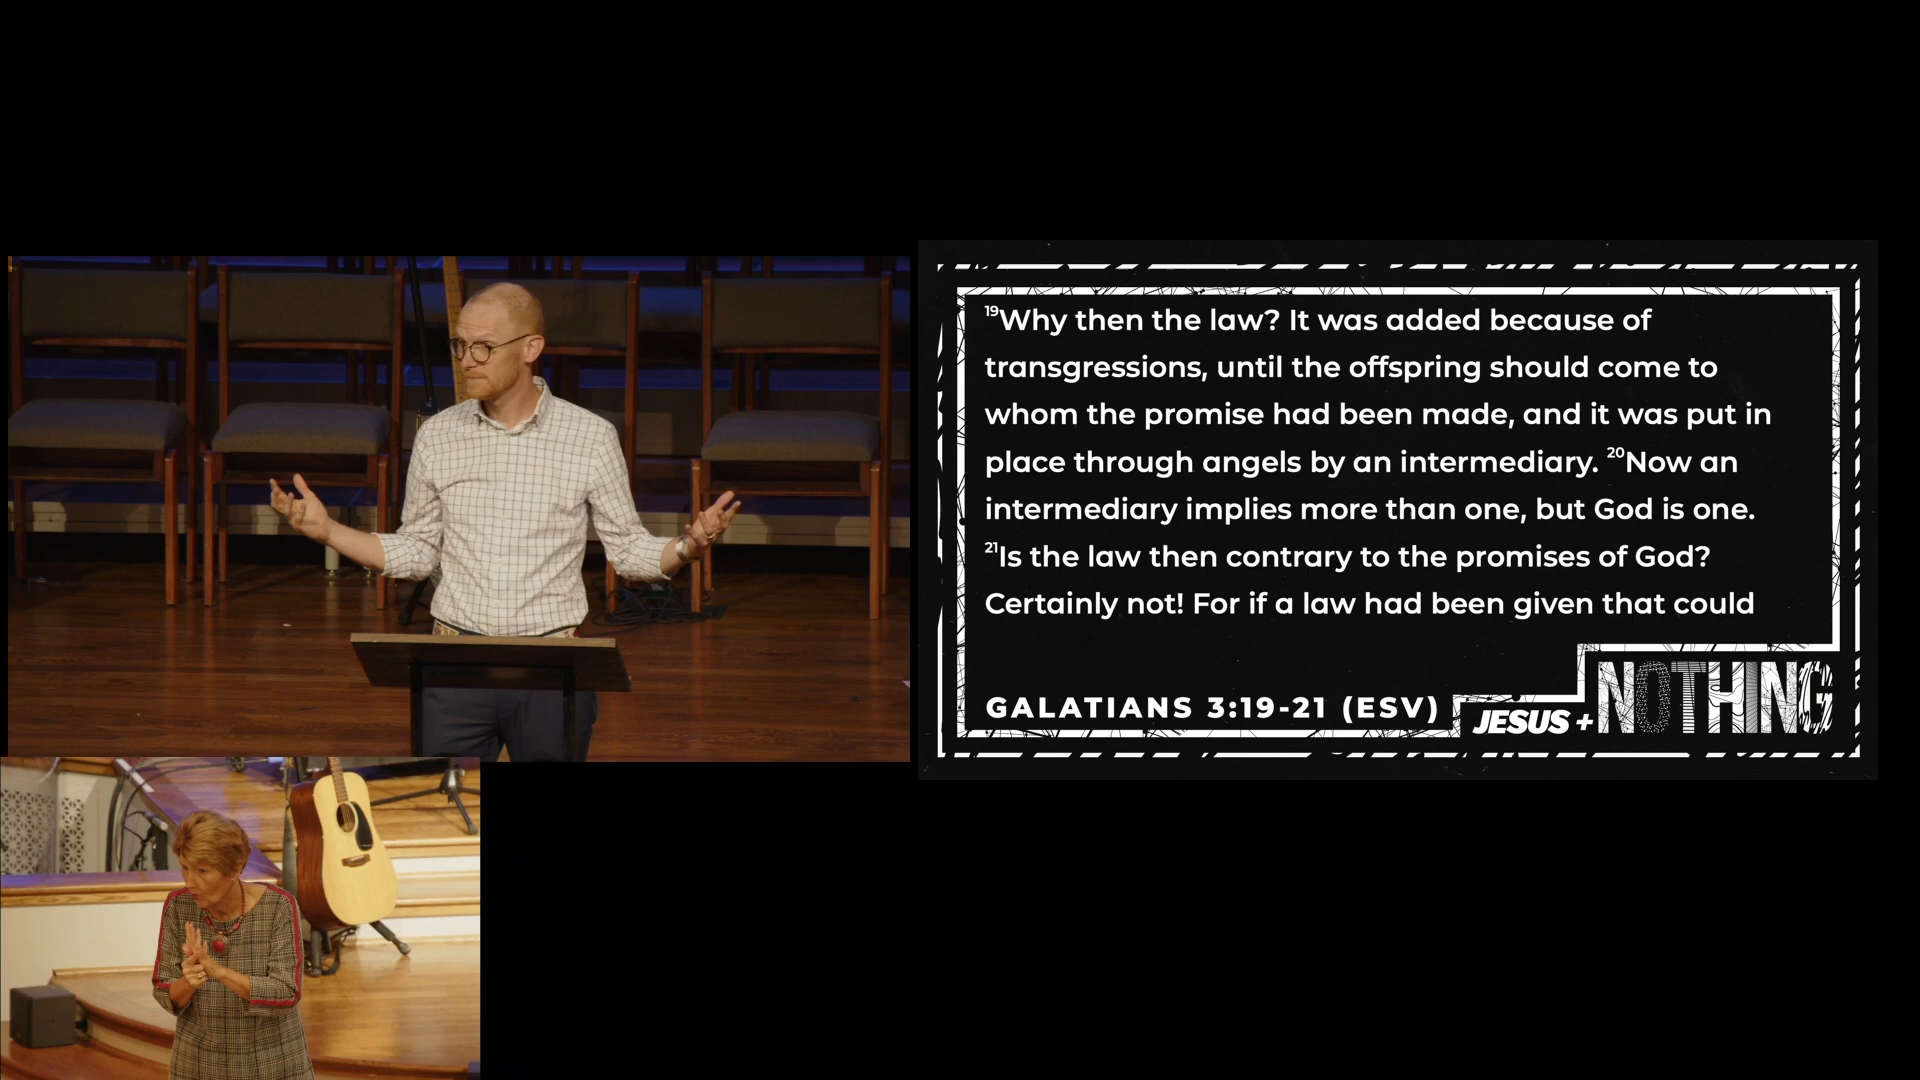 19Why then the law? It was added because of
transgressions, until the offspring should come to
whom the promise had been made, and it was put in
place through angels by an intermediary. 20Now an
intermediary implies more than one, but God is one.
21Is the law then contrary to the promises of God?
Certainly not! For if a law had been given that could
GALATIANS 3:19-21 (ESV)
JESUS + NOTHING